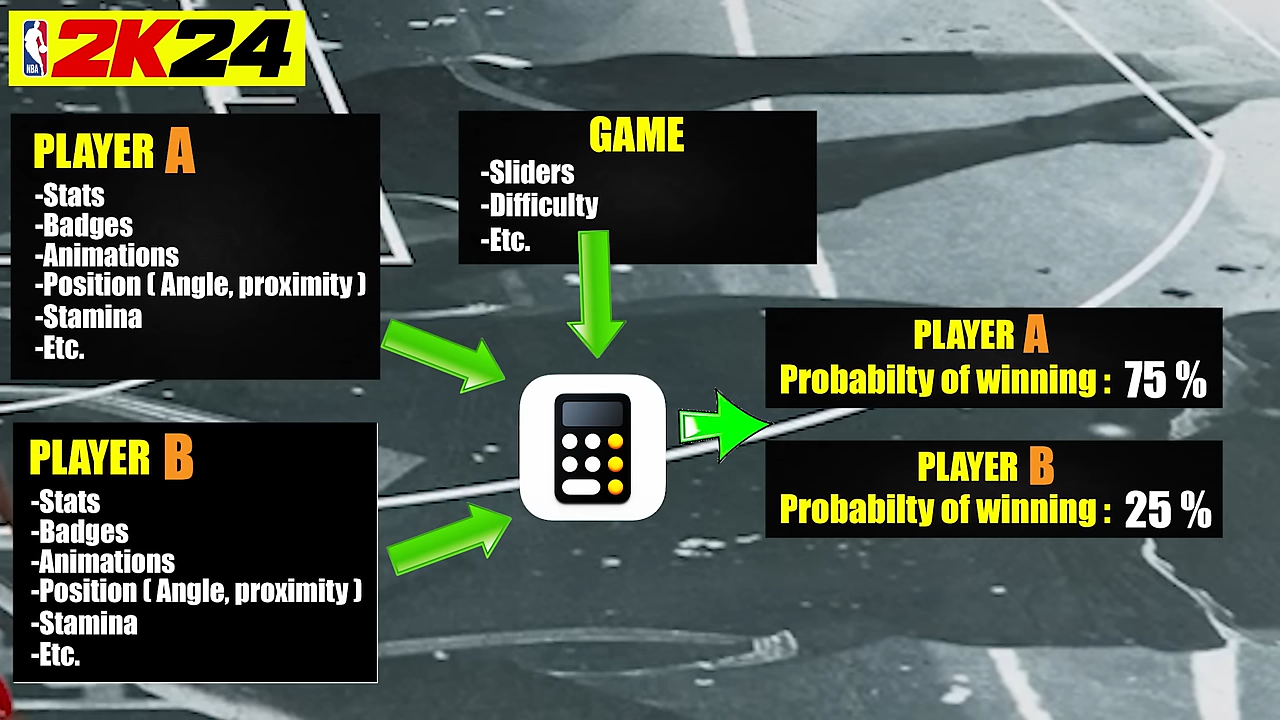 NBA 2K24
PLAYER A
-Stats
-Badges
-Animations
-Position ( Angle, proximity )
-Stamina
-Etc.
GAME
-Sliders
-Difficulty
-Etc.
PLAYER B
-Stats
-Badges
-Animations
-Position ( Angle, proximity )
-Stamina
-Etc.
PLAYER A
Probabilty of winning : 75 %
PLAYER B
Probabilty of winning : 25 %